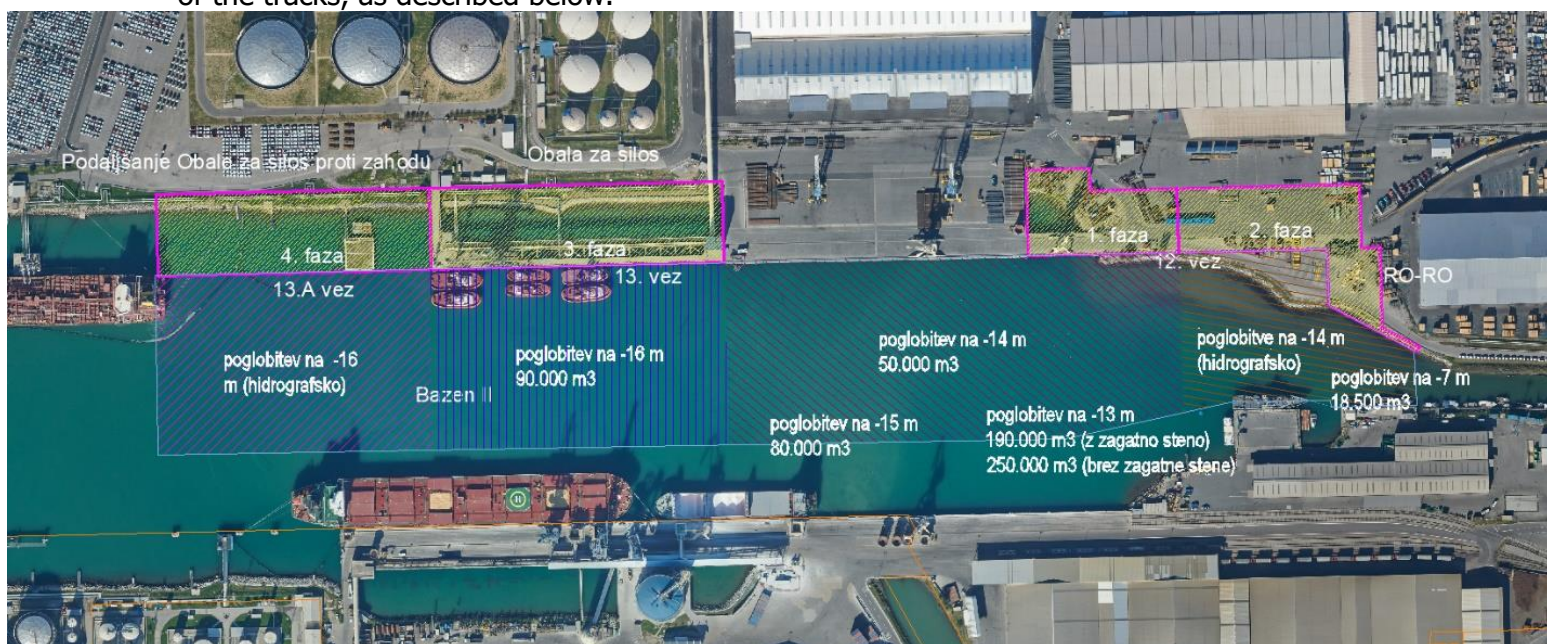 of the tracks, as described below.
Podaljšanje Obale za silos proti zahodu
Obala za silos
4. faza
3. faza
1. faza
2. faza
13.A vez
13. vez
12. vez
RO-RO
poglobitev na -16
m (hidrografsko)
poglobitev na -16 m
90.000 m3
poglobitev na -14 m
50.000 m3
poglobitve na -14 m
(hidrografsko)
poglobitev na -7 m
18.500 m3
Bazen II
poglobitev na -15 m
80.000 m3
poglobitev na -13 m
190.000 m3 (z zagatno steno)
250.000 m3 (brez zagatne stene)